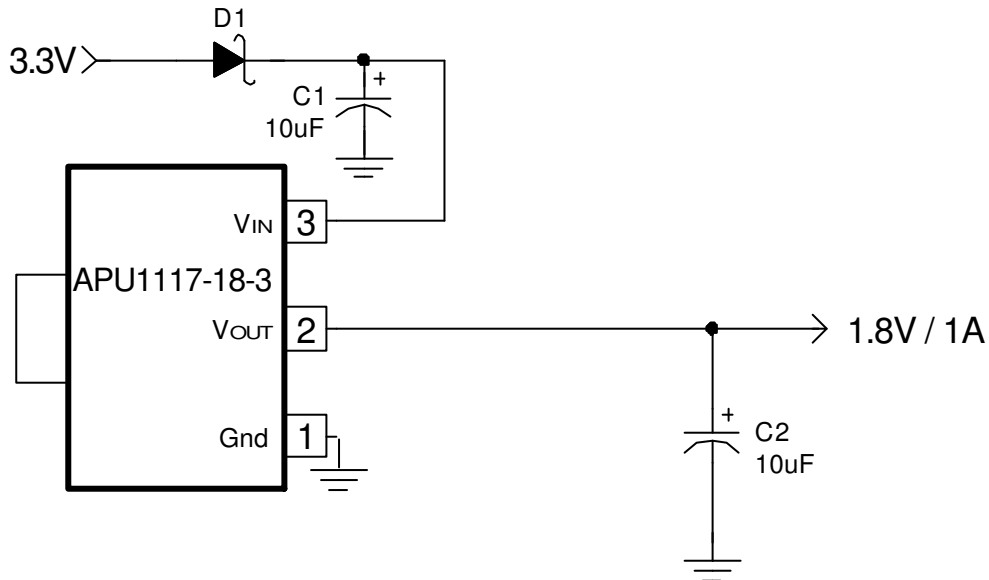 D1
3.3V
+
C1
10uF
VIN 3
APU1117-18-3
VOUT 2
1.8V / 1A
Gnd 1
+
C2
10uF